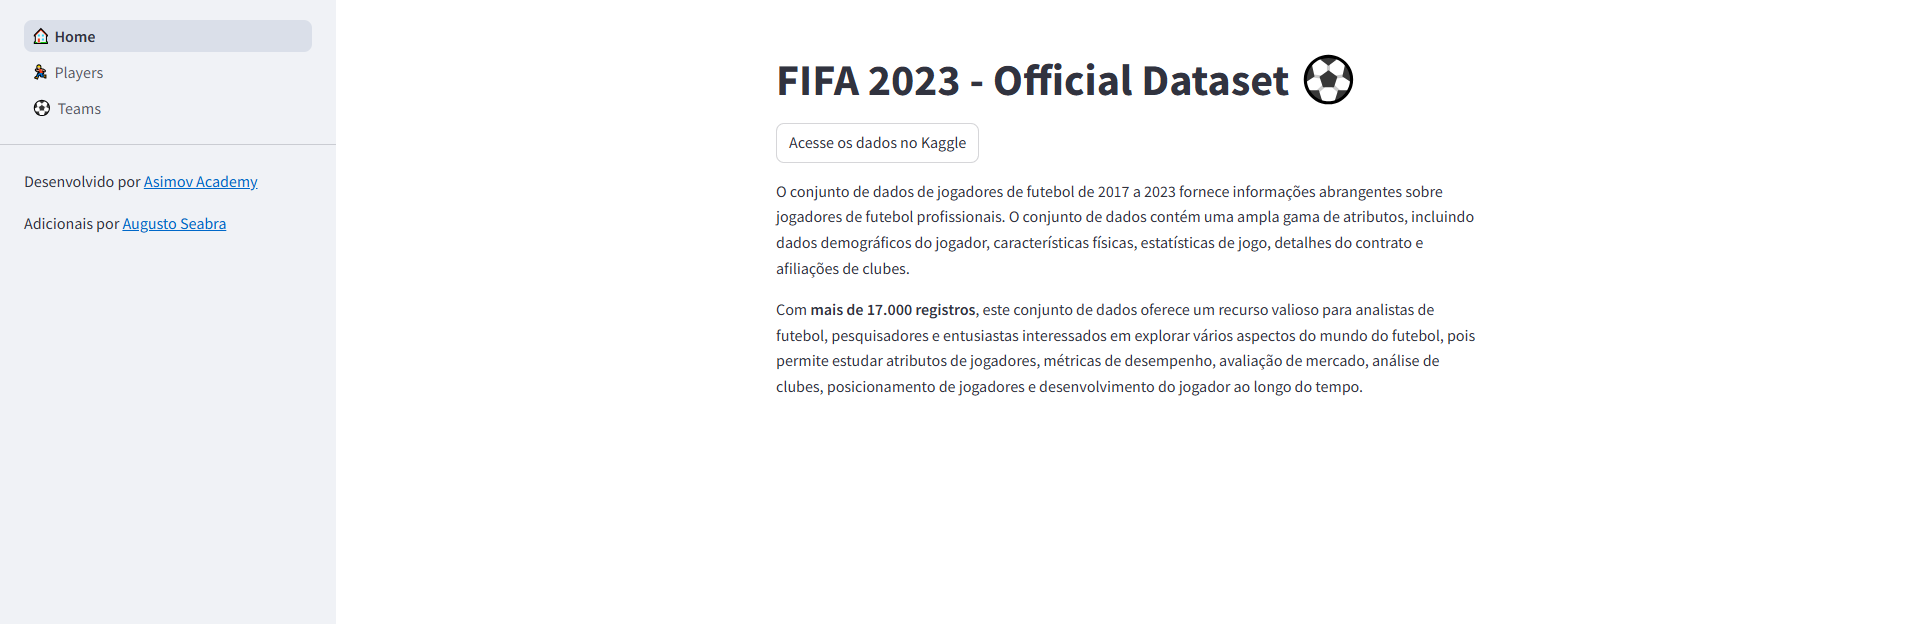 Home
Players
Teams
Desenvolvido por Asimov Academy
Adicionais por Augusto Seabra
FIFA 2023 - Official Dataset
Acesse os dados no Kaggle
O conjunto de dados de jogadores de futebol de 2017 a 2023 fornece informações abrangentes sobre
jogadores de futebol profissionais. O conjunto de dados contém uma ampla gama de atributos, incluindo
dados demográficos do jogador, características físicas, estatísticas de jogo, detalhes do contrato e
afiliações de clubes.
Com mais de 17.000 registros, este conjunto de dados oferece um recurso valioso para analistas de
futebol, pesquisadores e entusiastas interessados em explorar vários aspectos do mundo do futebol, pois
permite estudar atributos de jogadores, métricas de desempenho, avaliação de mercado, análise de
clubes, posicionamento de jogadores e desenvolvimento do jogador ao longo do tempo.